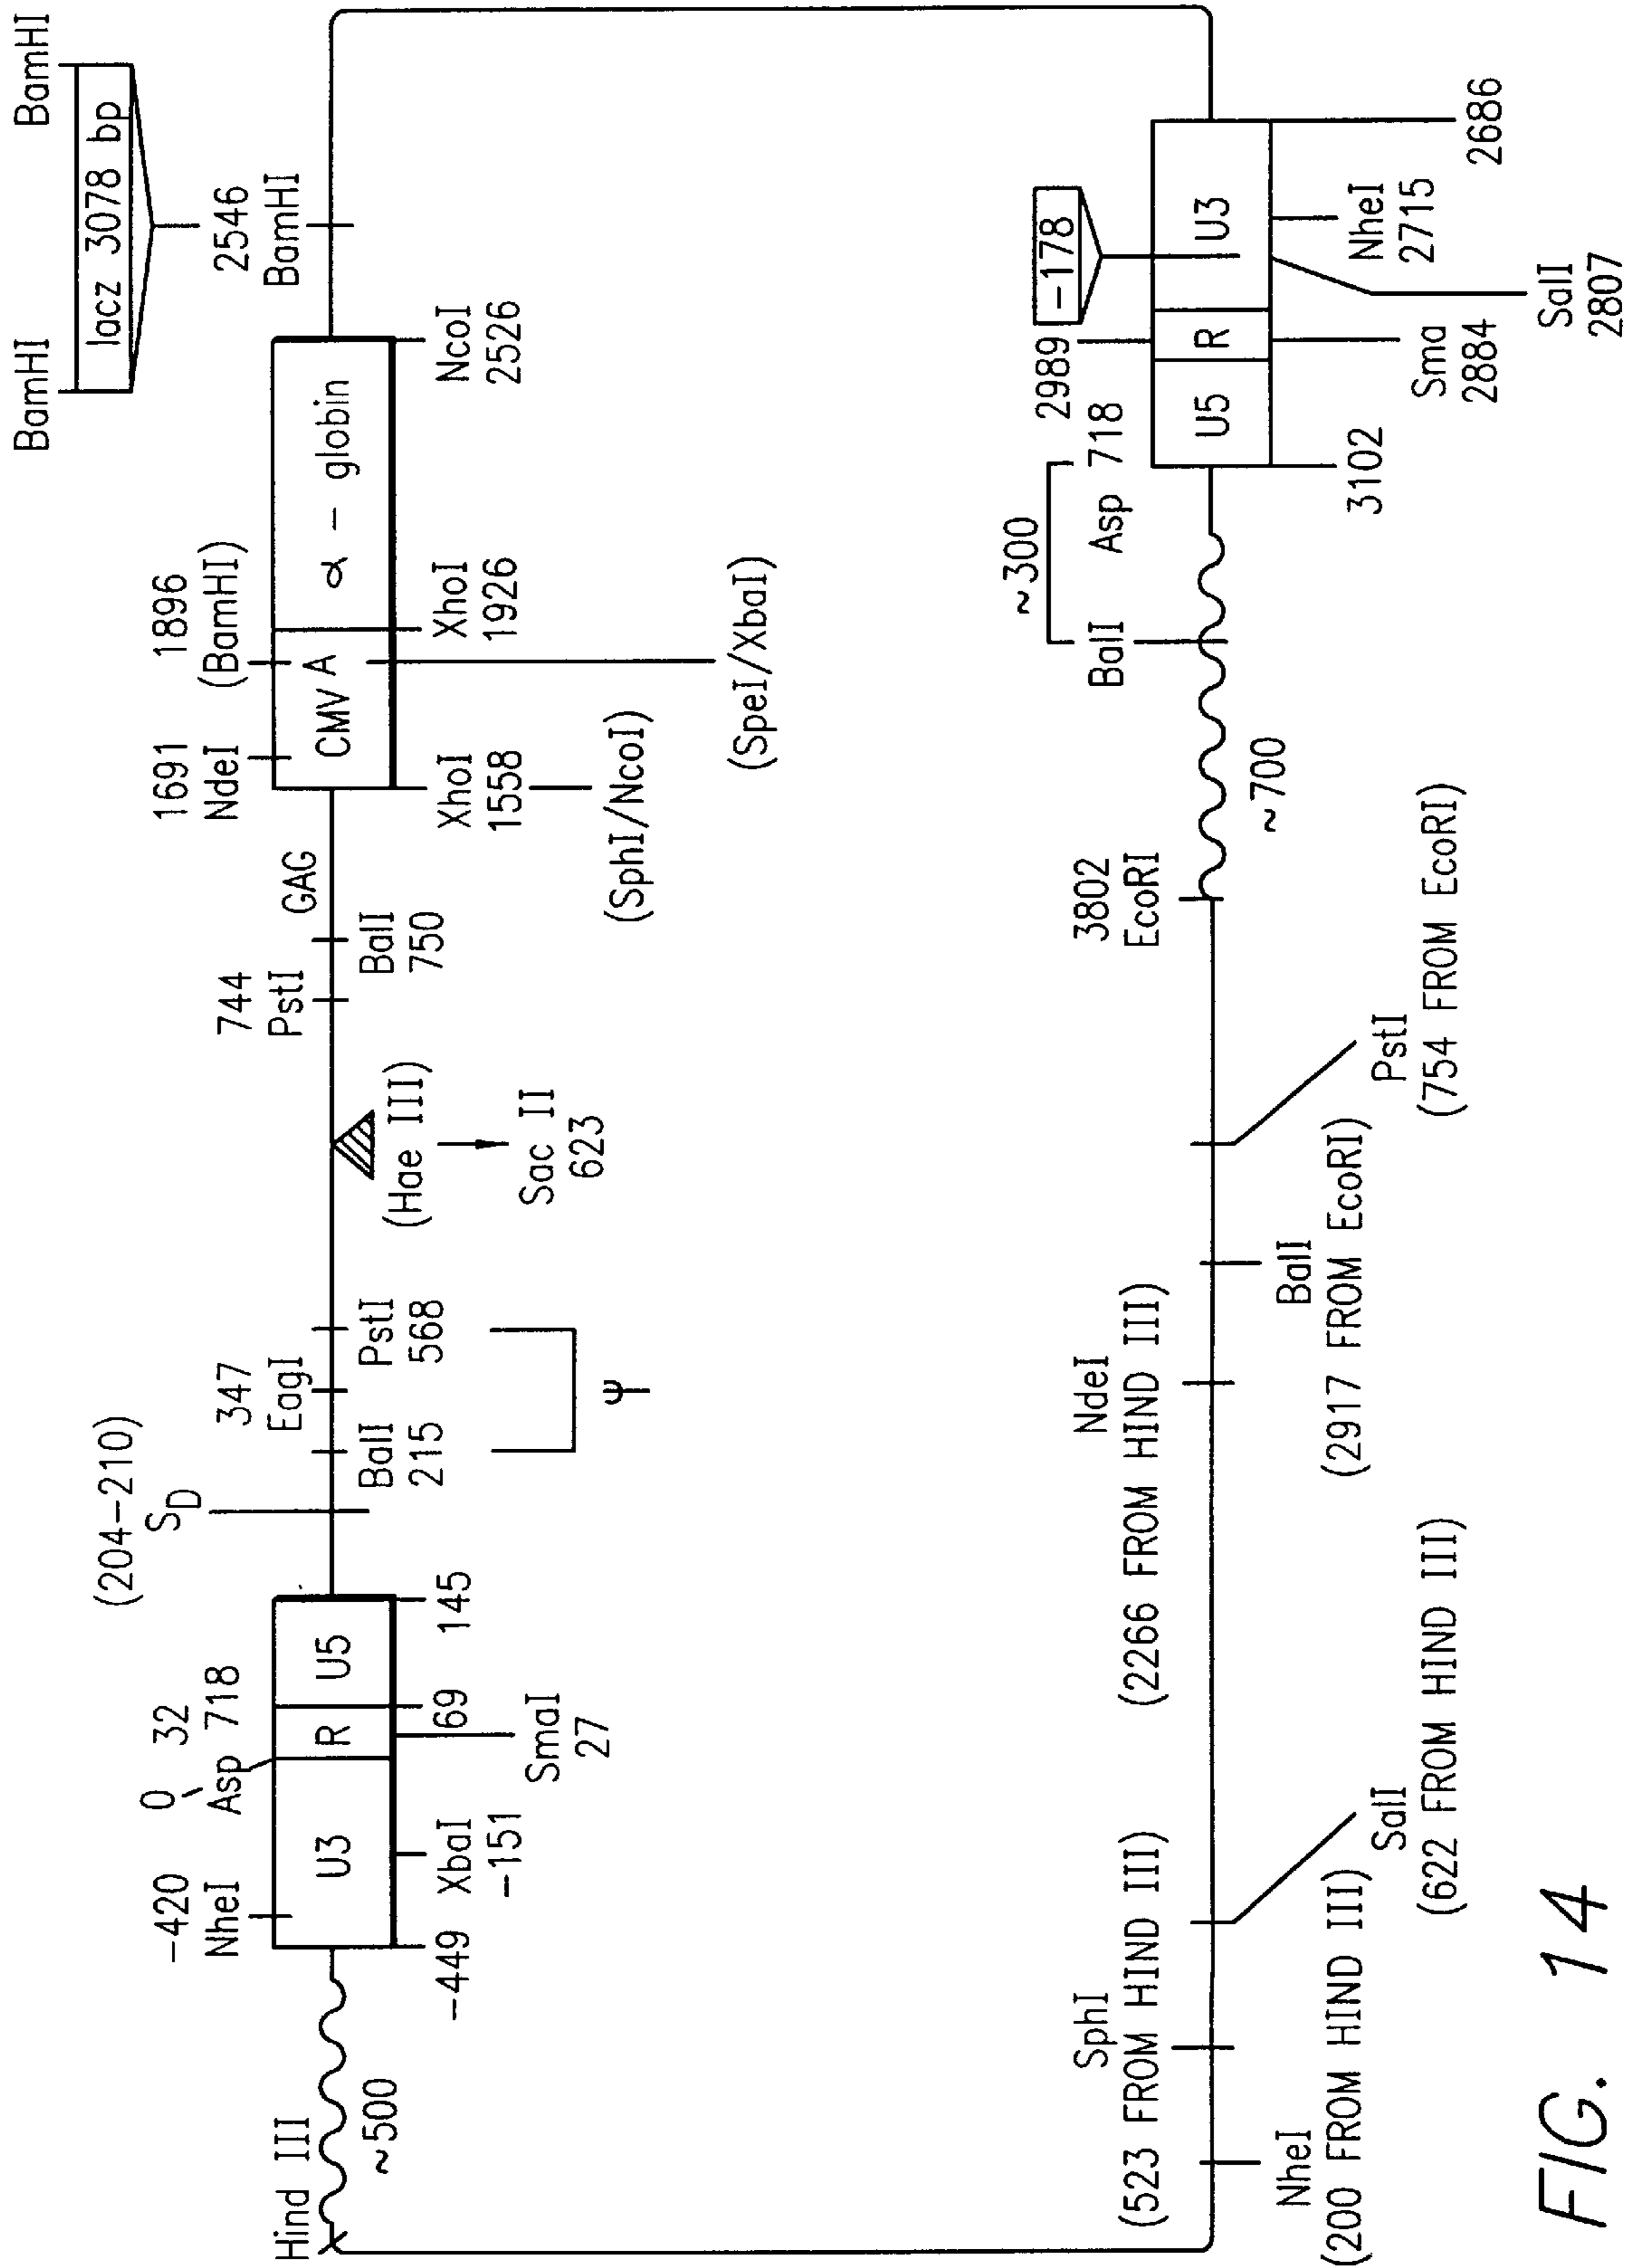 BamHI
BamHI
lacz 3078 bp
2546
BamHI
Hind III
~500
-420
NheI
0
32
Asp 718
U3
R
U5
-449
XbaI
-151
69
SmaI
27
145
(204-210)
SD
BalI
215
347
EagI
PstI
568
ψ
(Hae III)
Sac II
623
744
PstI
BalI
750
GAG
1691
NdeI
1896
(BamHI)
CMV A
α - globin
XhoI
1558
(SphI/NcoI)
XhoI
1926
(SpeI/XbaI)
NcoI
2526
NheI
(200 FROM HIND III)
SphI
(523 FROM HIND III)
SalI
(622 FROM HIND III)
NdeI
(2266 FROM HIND III)
BalI
(2917 FROM EcoRI)
PstI
(754 FROM EcoRI)
3802
EcoRI
~700
~300
BalI
Asp 718
2989
-178
U5
R
U3
3102
Sma
2884
SalI
2807
NheI
2715
2686
FIG. 14